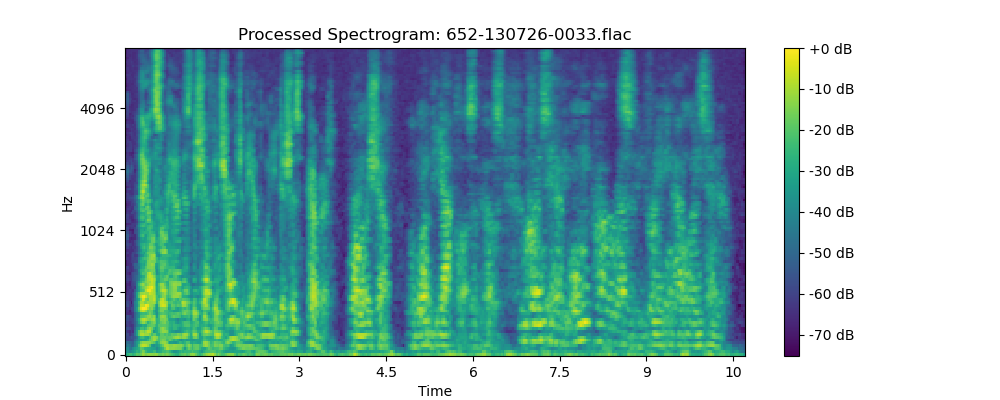 Processed Spectrogram: 652-130726-0033.flac
Hz
4096
2048
1024
512
0
0 1.5 3 4.5 6 7.5 9 10
Time
+0 dB
-10 dB
-20 dB
-30 dB
-40 dB
-50 dB
-60 dB
-70 dB